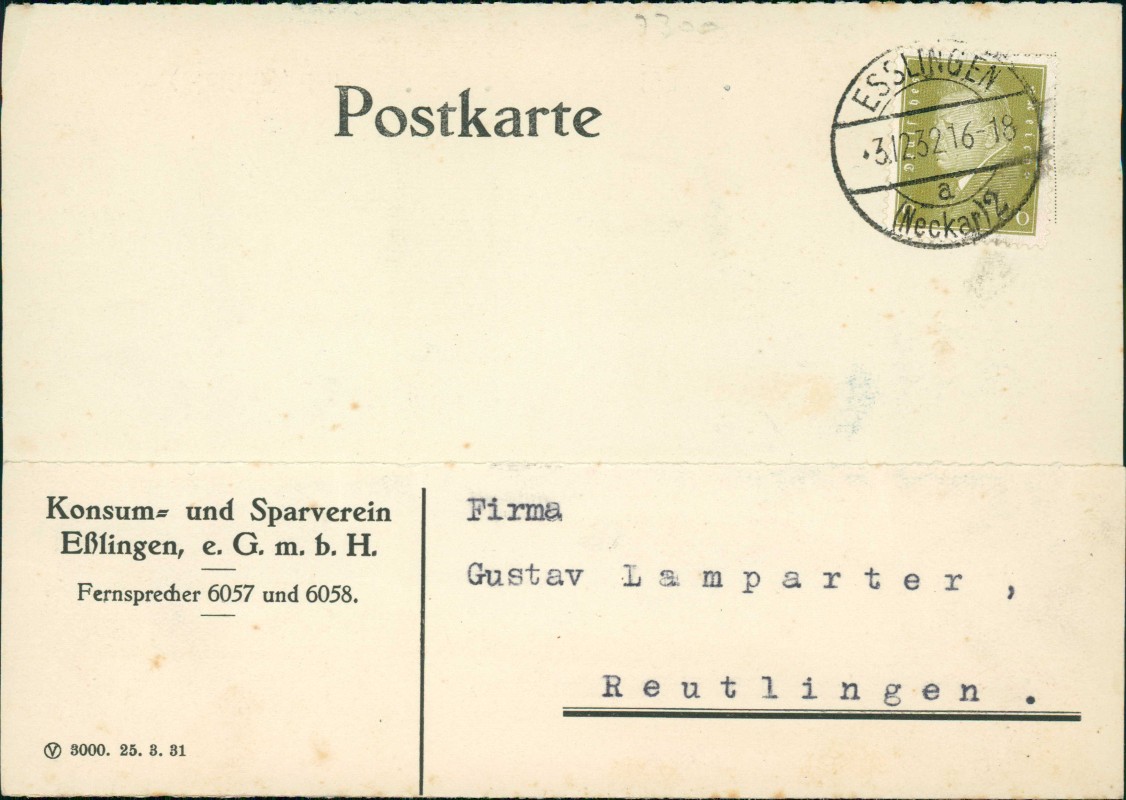 Postkarte
ESSLINGEN
3.12.32 16-18
a
(Neckar) 2
Konsum= und Sparverein
Eßlingen, e. G. m. b. H.
Fernsprecher 6057 und 6058.
Firma
Gustav Lamparter,
Reutlingen.
V 3000. 25. 3. 31